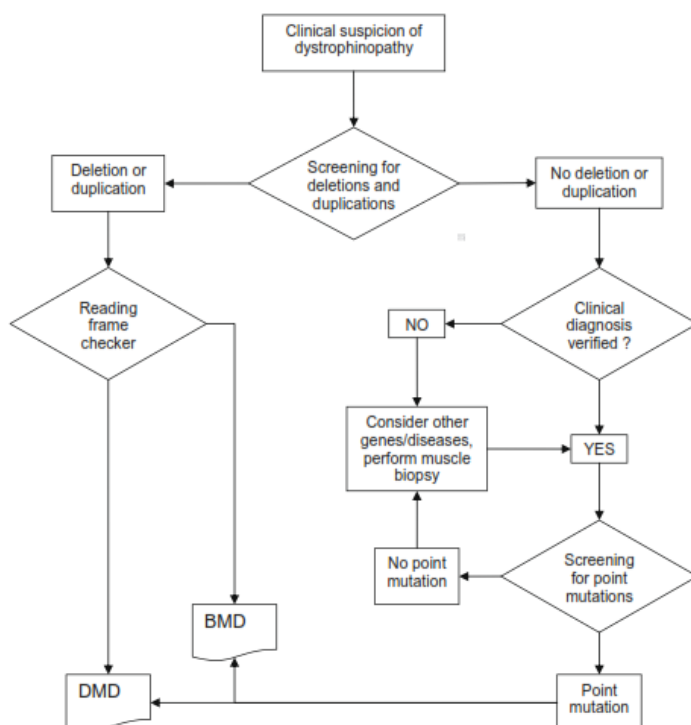 Clinical suspicion of
dystrophinopathy
Deletion or
duplication
Screening for
deletions and
duplications
No deletion or
duplication
Reading
frame
checker
NO
Clinical
diagnosis
verified ?
Consider other
genes/diseases,
perform muscle
biopsy
YES
No point
mutation
Screening
for point
mutations
BMD
DMD
Point
mutation